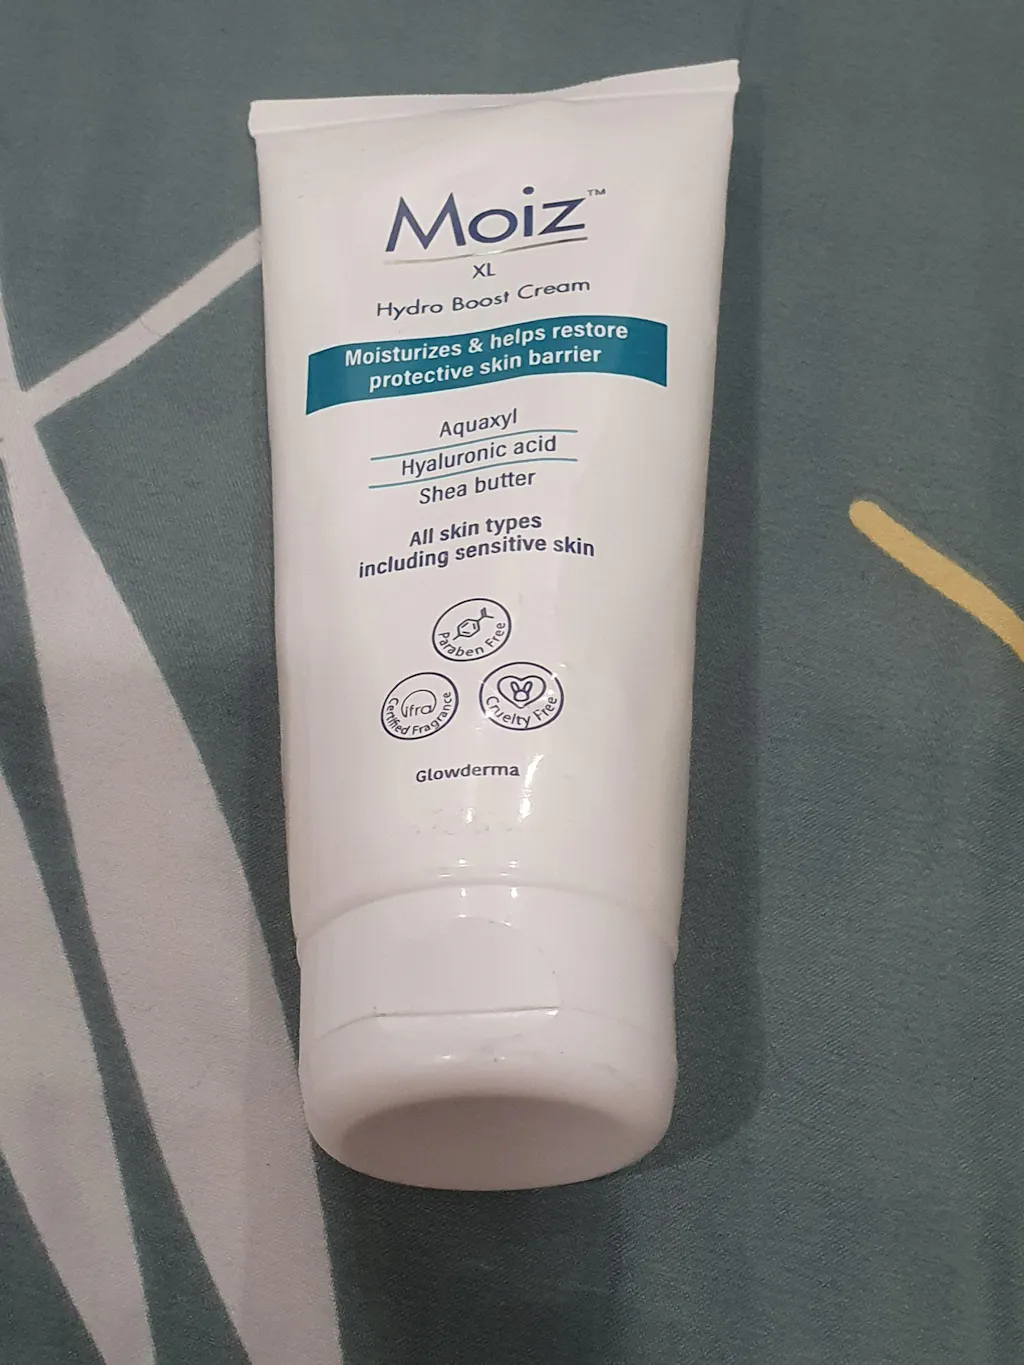 Moiz™
XL
Hydro Boost Cream
Moisturizes & helps restore
protective skin barrier
Aquaxyl
Hyaluronic acid
Shea butter
All skin types
including sensitive skin
Paraben Free
ifra
Certified Fragrance
Cruelty Free
Glowderma